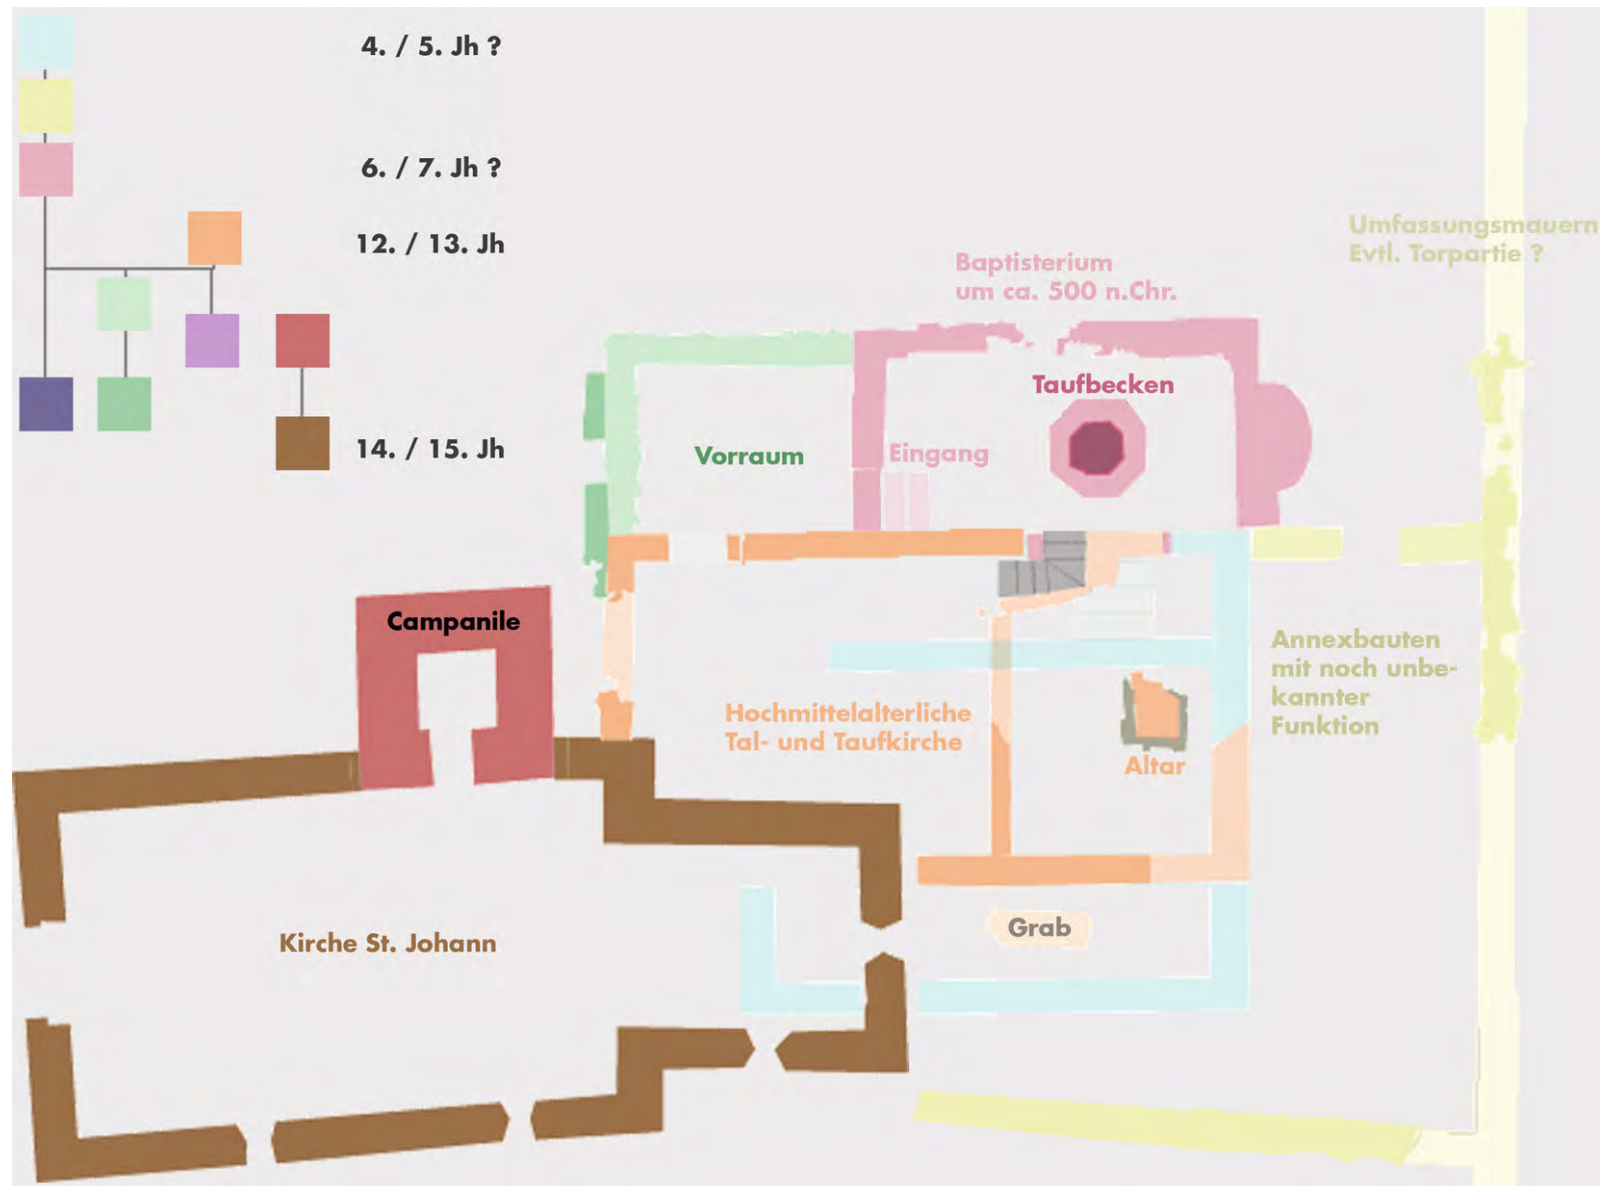 4. / 5. Jh ?
6. / 7. Jh ?
12. / 13. Jh
14. / 15. Jh
Umfassungsmauern
Evtl. Torpartie ?
Baptisterium
um ca. 500 n.Chr.
Taufbecken
Vorraum
Eingang
Campanile
Annexbauten
mit noch unbe-
kannter
Funktion
Hochmittelalterliche
Tal- und Taufkirche
Altar
Grab
Kirche St. Johann